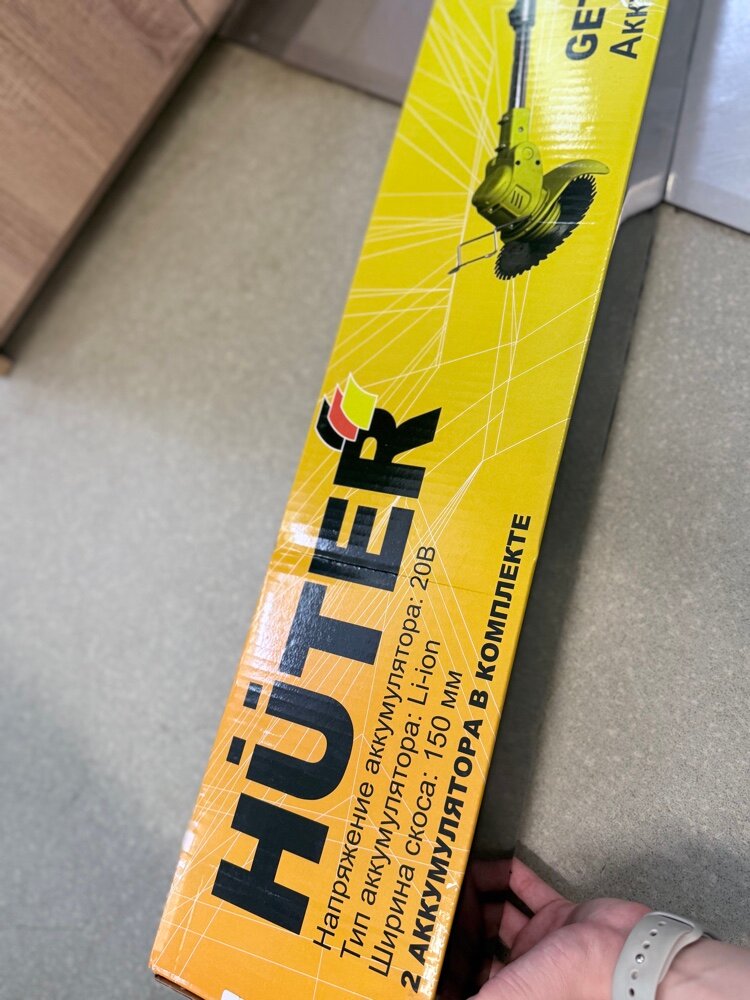 HÜTER
Напряжение аккумулятора: 20В
Тип аккумулятора: Li-ion
Ширина скоса: 150 мм
2 АККУМУЛЯТОРА В КОМПЛЕКТЕ